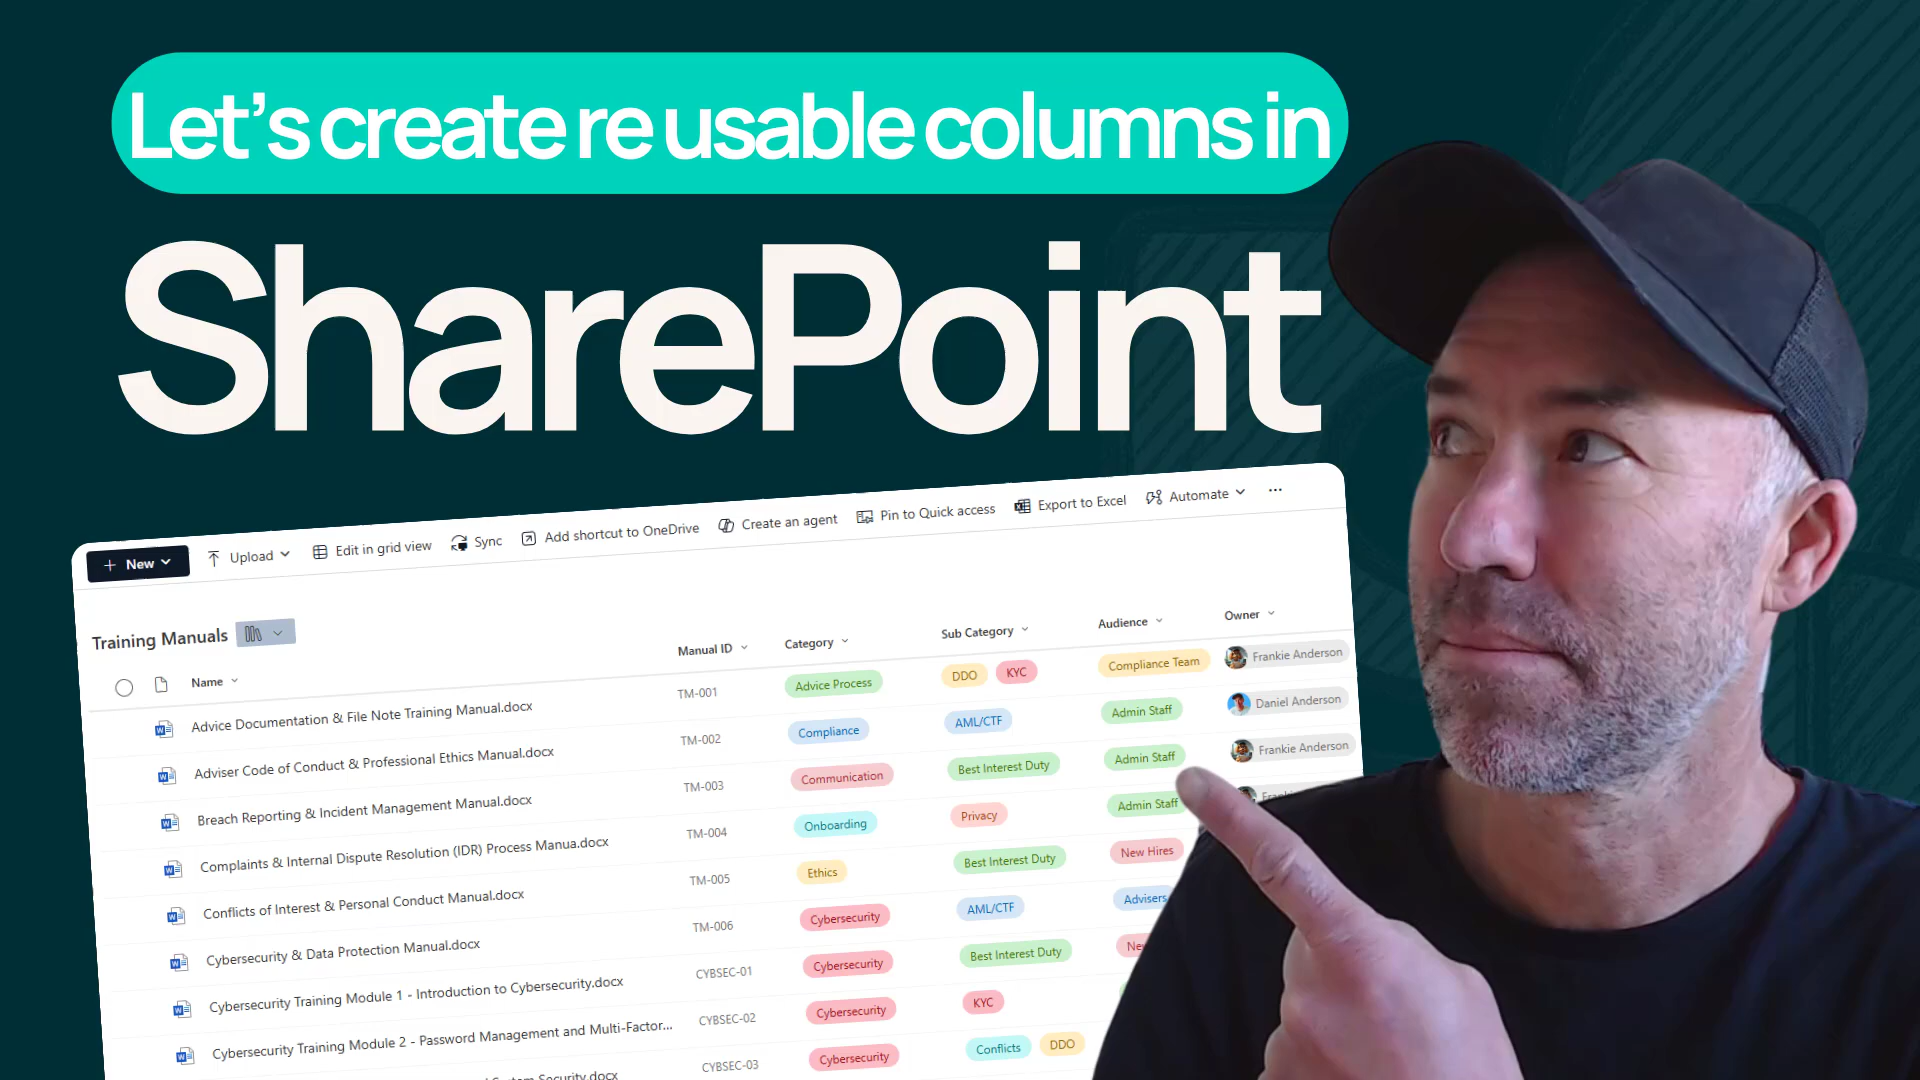 Let's create re usable columns in
SharePoint
New Upload Edit in grid view Sync Add shortcut to OneDrive Create an agent Pin to Quick access Export to Excel Automate ...
Training Manuals
Name Manual ID Category Sub Category Audience Owner
Advice Documentation & File Note Training Manual.docx TM-001 Advice Process DDO KYC Compliance Team Frankie Anderson
Adviser Code of Conduct & Professional Ethics Manual.docx TM-002 Compliance AML/CTF Admin Staff Daniel Anderson
Breach Reporting & Incident Management Manual.docx TM-003 Communication Best Interest Duty Admin Staff Frankie Anderson
Complaints & Internal Dispute Resolution (IDR) Process Manua.docx TM-004 Onboarding Privacy Admin Staff
Conflicts of Interest & Personal Conduct Manual.docx TM-005 Ethics Best Interest Duty New Hires
Cybersecurity & Data Protection Manual.docx TM-006 Cybersecurity AML/CTF Advisers
Cybersecurity Training Module 1 - Introduction to Cybersecurity.docx CYBSEC-01 Cybersecurity Best Interest Duty
Cybersecurity Training Module 2 - Password Management and Multi-Factor... CYBSEC-02 Cybersecurity KYC
Security.docx CYBSEC-03 Cybersecurity Conflicts DDO